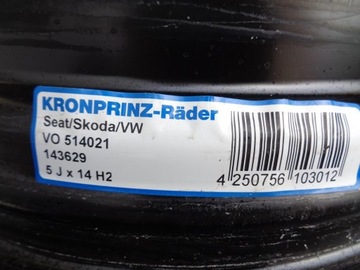 KRONPRINZ-Räder
Seat/Skoda/VW
VO 514021
143629
5 J x 14 H2
4 250756 103012